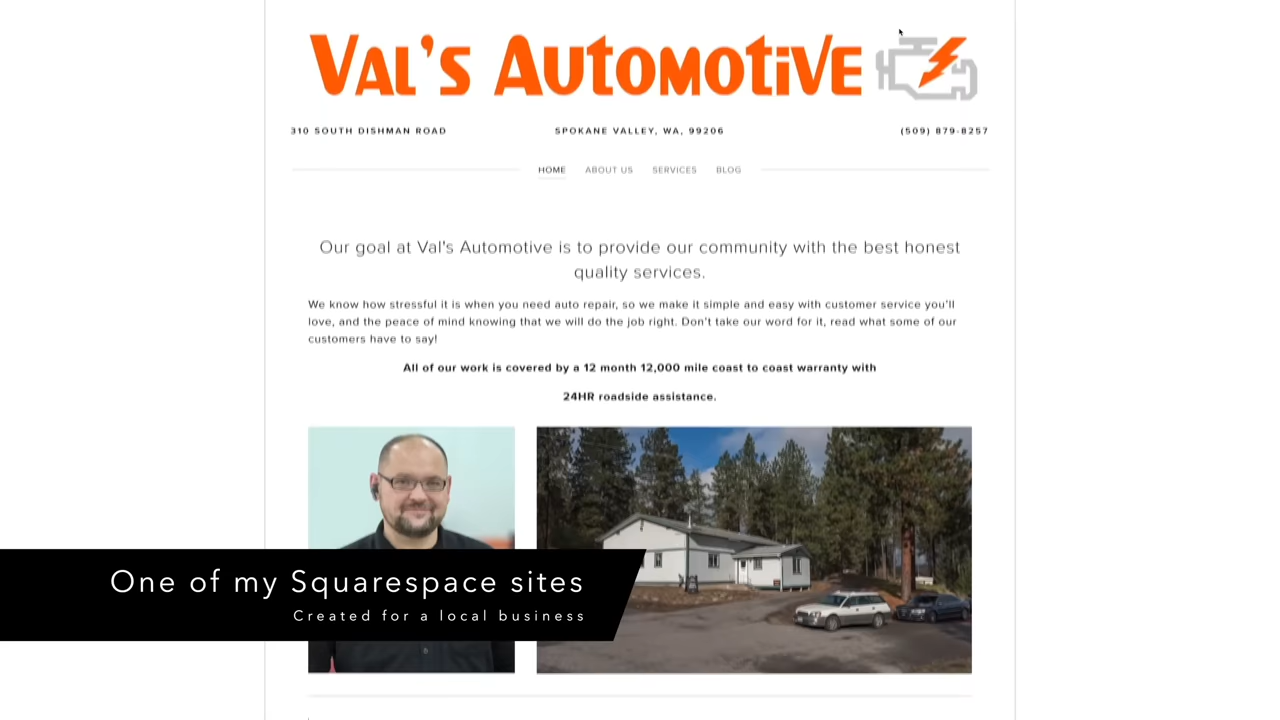 Val's Automotive
310 SOUTH DISHMAN ROAD
SPOKANE VALLEY, WA, 99206
(509) 879-8257
HOME
ABOUT US
SERVICES
BLOG
Our goal at Val's Automotive is to provide our community with the best honest
quality services.
We know how stressful it is when you need auto repair, so we make it simple and easy with customer service you'll
love, and the peace of mind knowing that we will do the job right. Don't take our word for it, read what some of our
customers have to say!
All of our work is covered by a 12 month 12,000 mile coast to coast warranty with
24HR roadside assistance.
One of my Squarespace sites
Created for a local business